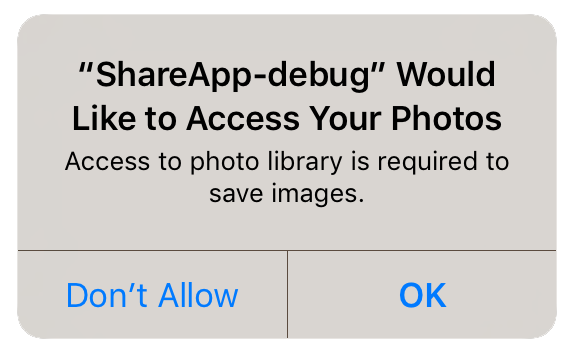 “ShareApp-debug” Would
Like to Access Your Photos
Access to photo library is required to
save images.
Don’t Allow
OK